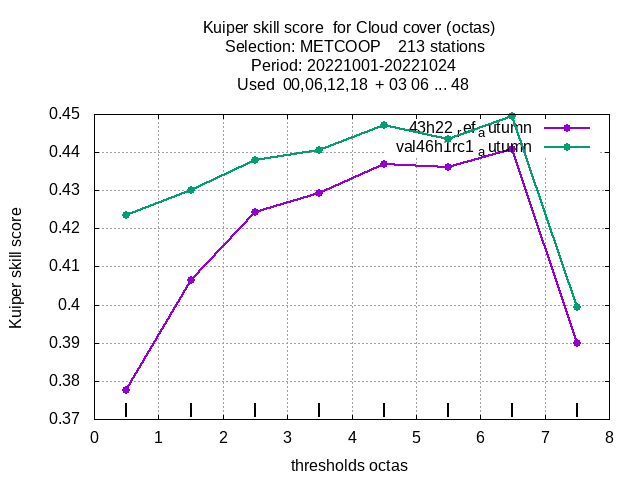 Kuiper skill score for Cloud cover (octas)
Selection: METCOOP 213 stations
Period: 20221001-20221024
Used 00,06,12,18 + 03 06 ... 48
43h22_ref_autumn
val46h1rc1_autumn
0.45
0.44
0.43
0.42
0.41
0.4
0.39
0.38
0.37
Kuiper skill score
0 1 2 3 4 5 6 7 8
thresholds octas